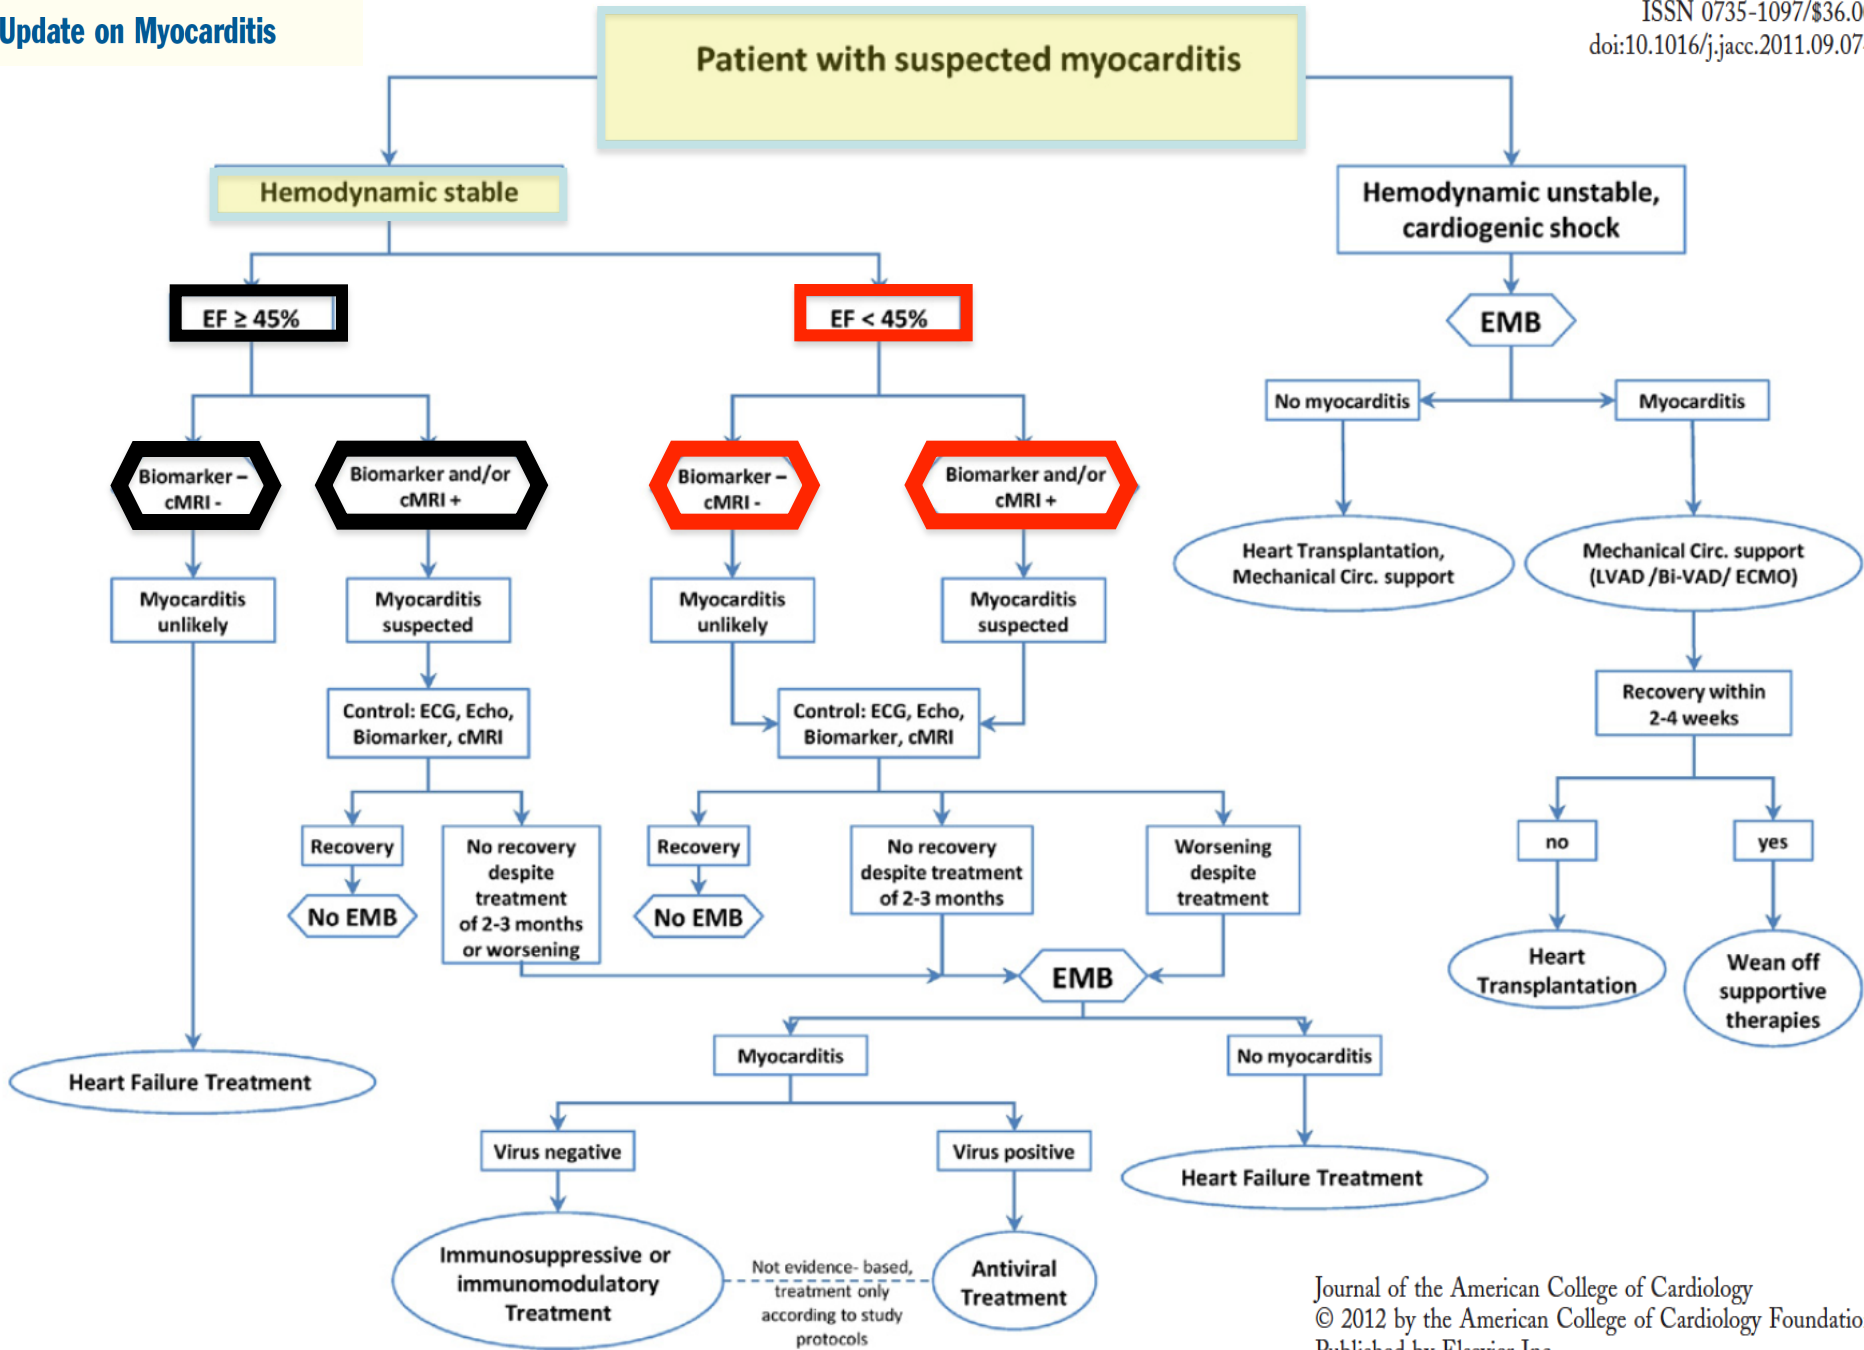 Update on Myocarditis
ISSN 0735-1097/$36.0
doi:10.1016/j.jacc.2011.09.07
Patient with suspected myocarditis
Hemodynamic stable
Hemodynamic unstable,
cardiogenic shock
EF ≥ 45%
EF < 45%
EMB
No myocarditis
Myocarditis
Biomarker –
cMRI -
Biomarker and/or
cMRI +
Biomarker –
cMRI -
Biomarker and/or
cMRI +
Heart Transplantation,
Mechanical Circ. support
Mechanical Circ. support
(LVAD /Bi-VAD/ ECMO)
Myocarditis
unlikely
Myocarditis
suspected
Myocarditis
unlikely
Myocarditis
suspected
Control: ECG, Echo,
Biomarker, cMRI
Control: ECG, Echo,
Biomarker, cMRI
Recovery within
2-4 weeks
Recovery
No recovery
despite
treatment
of 2-3 months
or worsening
Recovery
No recovery
despite treatment
of 2-3 months
Worsening
despite
treatment
no
yes
No EMB
No EMB
EMB
Heart
Transplantation
Wean off
supportive
therapies
Myocarditis
No myocarditis
Heart Failure Treatment
Virus negative
Virus positive
Heart Failure Treatment
Immunosuppressive or
immunomodulatory
Treatment
Not evidence- based,
treatment only
according to study
protocols
Antiviral
Treatment
Journal of the American College of Cardiology
© 2012 by the American College of Cardiology Foundatio
Published by Elsevier Inc